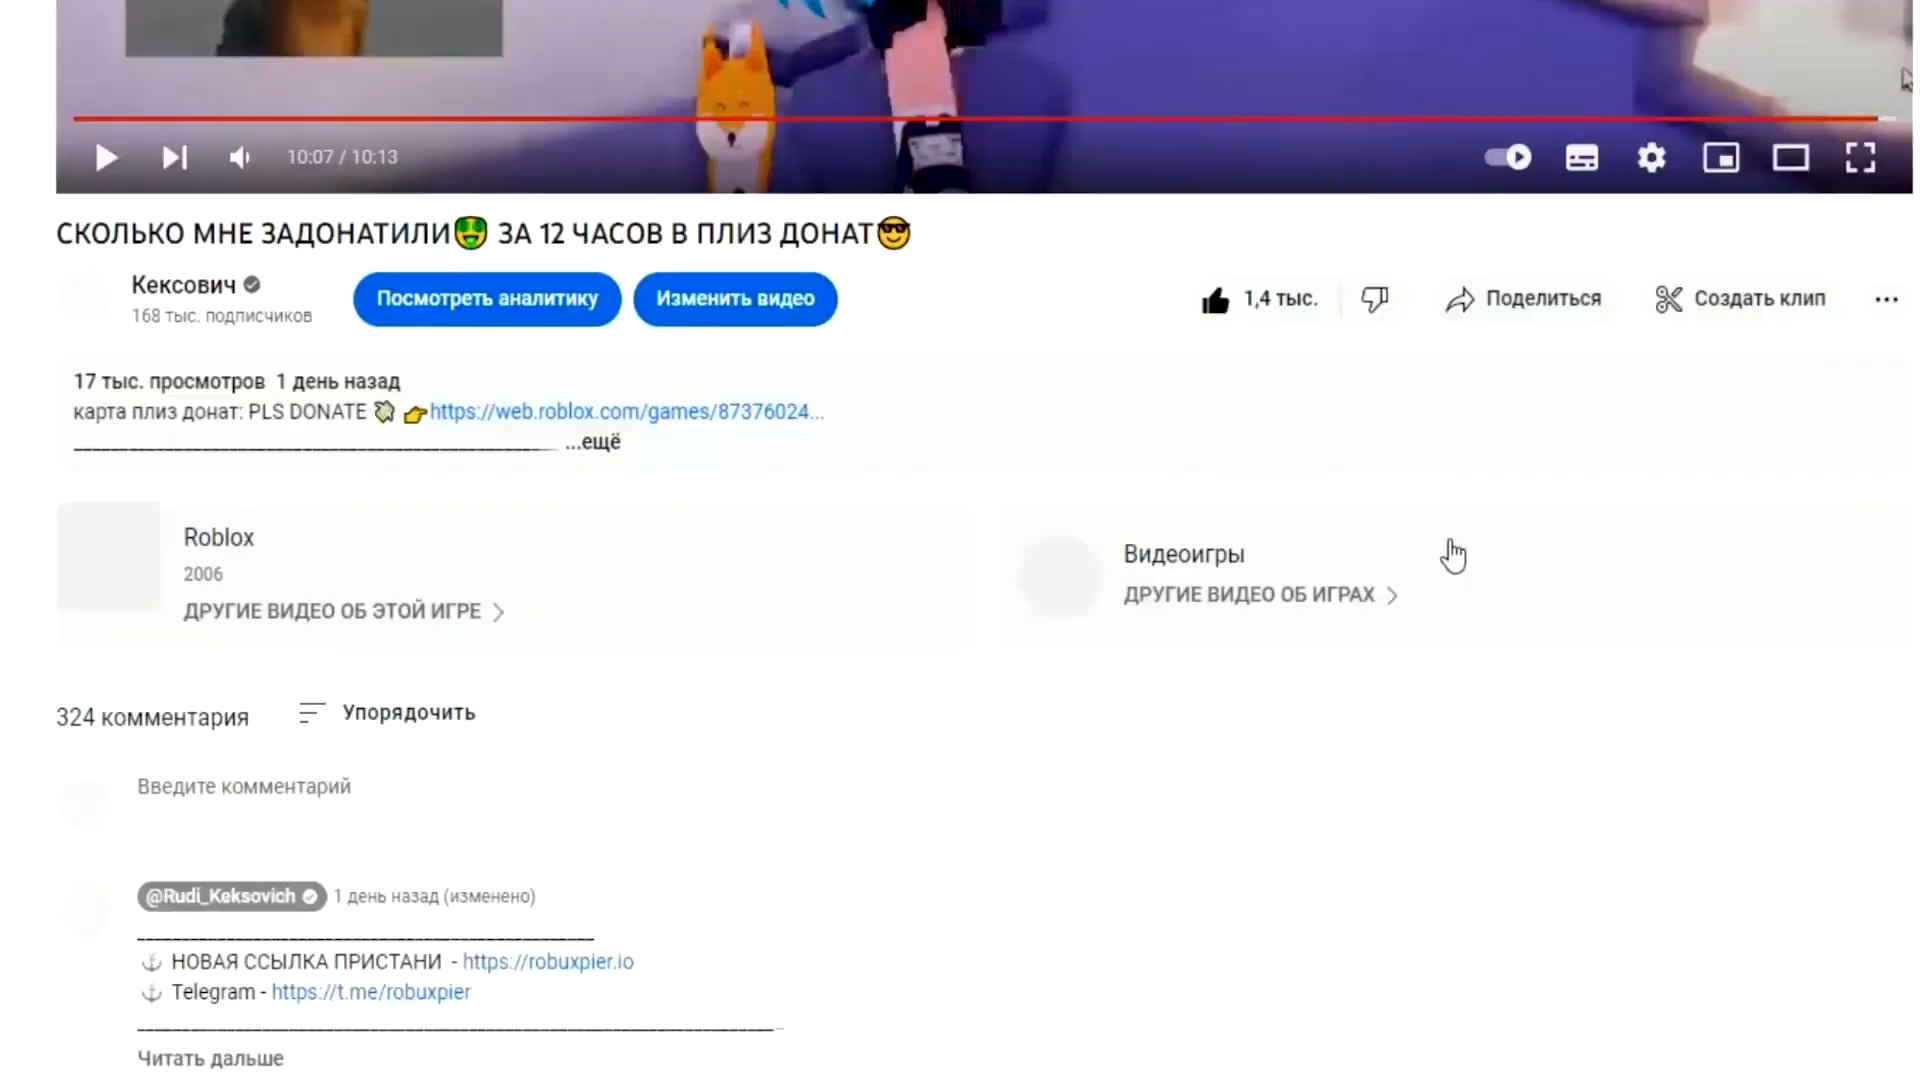 10:07 / 10:13
СКОЛЬКО МНЕ ЗАДОНАТИЛИ🤑 ЗА 12 ЧАСОВ В ПЛИЗ ДОНАТ😎
Кексович
168 тыс. подписчиков
Посмотреть аналитику
Изменить видео
1,4 тыс.
Поделиться
Создать клип
17 тыс. просмотров 1 день назад
карта плиз донат: PLS DONATE 💸 👉https://web.roblox.com/games/87376024...
...ещё
Roblox
2006
ДРУГИЕ ВИДЕО ОБ ЭТОЙ ИГРЕ
Видеоигры
ДРУГИЕ ВИДЕО ОБ ИГРАХ
324 комментария
Упорядочить
Введите комментарий
@Rudi_Keksovich 1 день назад (изменено)
⚓ НОВАЯ ССЫЛКА ПРИСТАНИ - https://robuxpier.io
⚓ Telegram - https://t.me/robuxpier
Читать дальше